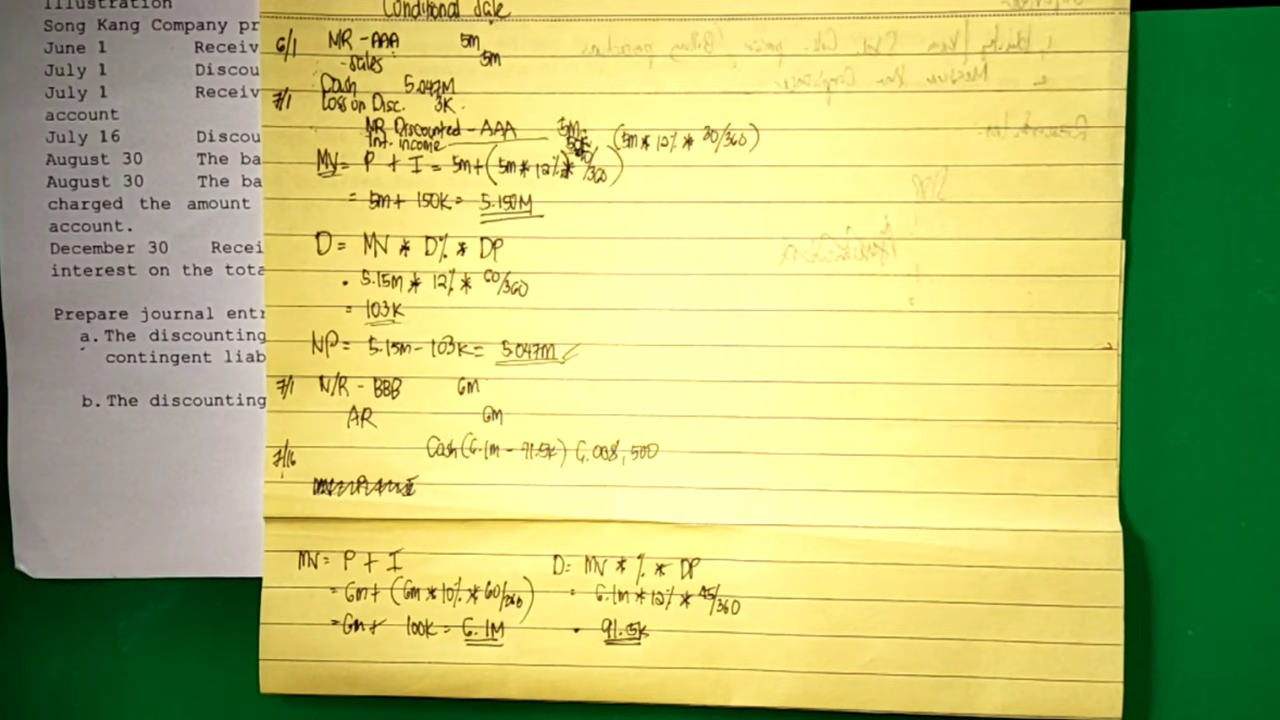 Illustration
Song Kang Company pr
June 1 Receiv
July 1 Discou
July 1 Receiv
account
July 16 Discou
August 30 The ba
August 30 The ba
charged the amount
account.
December 30 Recei
interest on the tota
Prepare journal entr
a. The discounting
contingent liab
b. The discounting
Conditional Sale
6/1 NR - AAA 5m
Sales 5m
7/1 Cash 5.047M
Loss on Disc. 3K
NR Discounted - AAA 5m
Int. income 50K (5m * 12% * 30/360)
MV = P + I = 5m + (5m * 12% * 90/360)
= 5m + 150K = 5.150M
D = MV * D% * DP
= 5.15m * 12% * 60/360
= 103K
NP = 5.15m - 103K = 5.047M
7/1 N/R - BBB 6m
AR 6m
7/16 Cash (6.1m - 91.5K) 6,008,500
MV = P + I
= 6m + (6m * 10% * 60/360)
= 6m + 100K = 6.1M
D = MV * % * DP
= 6.1m * 12% * 45/360
= 91.5K